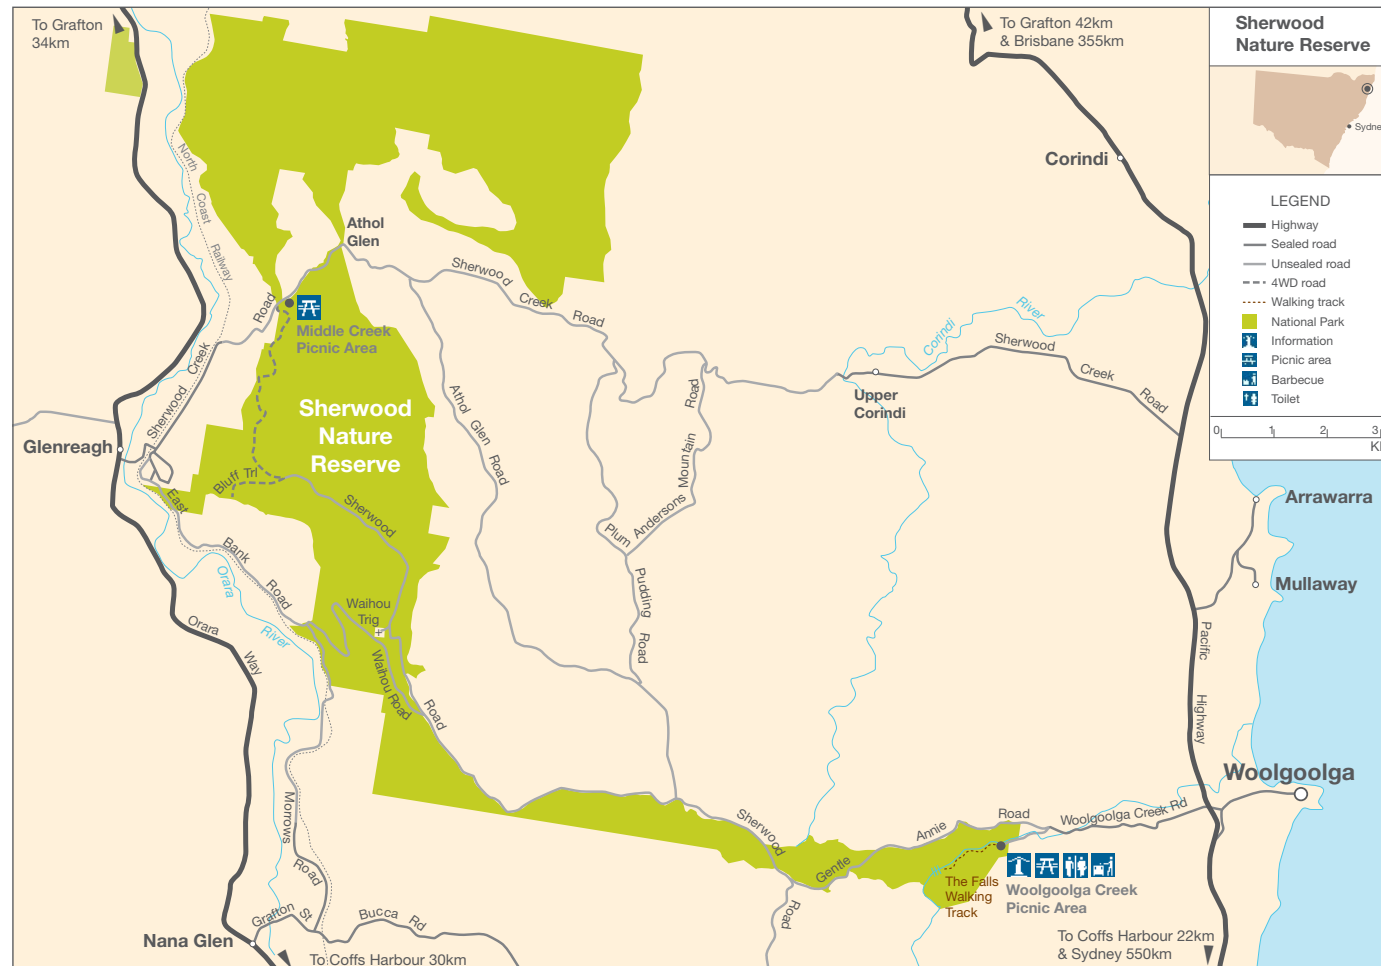 To Grafton
34km
To Grafton 42km
& Brisbane 355km
Sherwood
Nature Reserve
Sydney
Corindi
LEGEND
Highway
Sealed road
Unsealed road
4WD road
Walking track
National Park
Information
Picnic area
Barbecue
Toilet
0 1 2 3
North Coast Railway
Athol
Glen
Sherwood Creek Road
Sherwood Creek Road
Middle Creek
Picnic Area
Corindi River
Sherwood Creek Road
Upper
Corindi
Athol Glen Road
Andersons Mountain Road
Sherwood
Nature
Reserve
Glenreagh
Bluff Trl
Sherwood
East Bank Road
Orara River
Orara Way
Plum Pudding Road
Waihou
Trig
Waihou Road
Road
Arrawarra
Mullaway
Pacific Highway
Woolgoolga
Morrows Road
Sherwood
Road
Gentle Annie Road
Woolgoolga Creek Rd
The Falls
Walking
Track
Woolgoolga Creek
Picnic Area
Grafton St
Bucca Rd
Nana Glen
To Coffs Harbour 30km
To Coffs Harbour 22km
& Sydney 550km